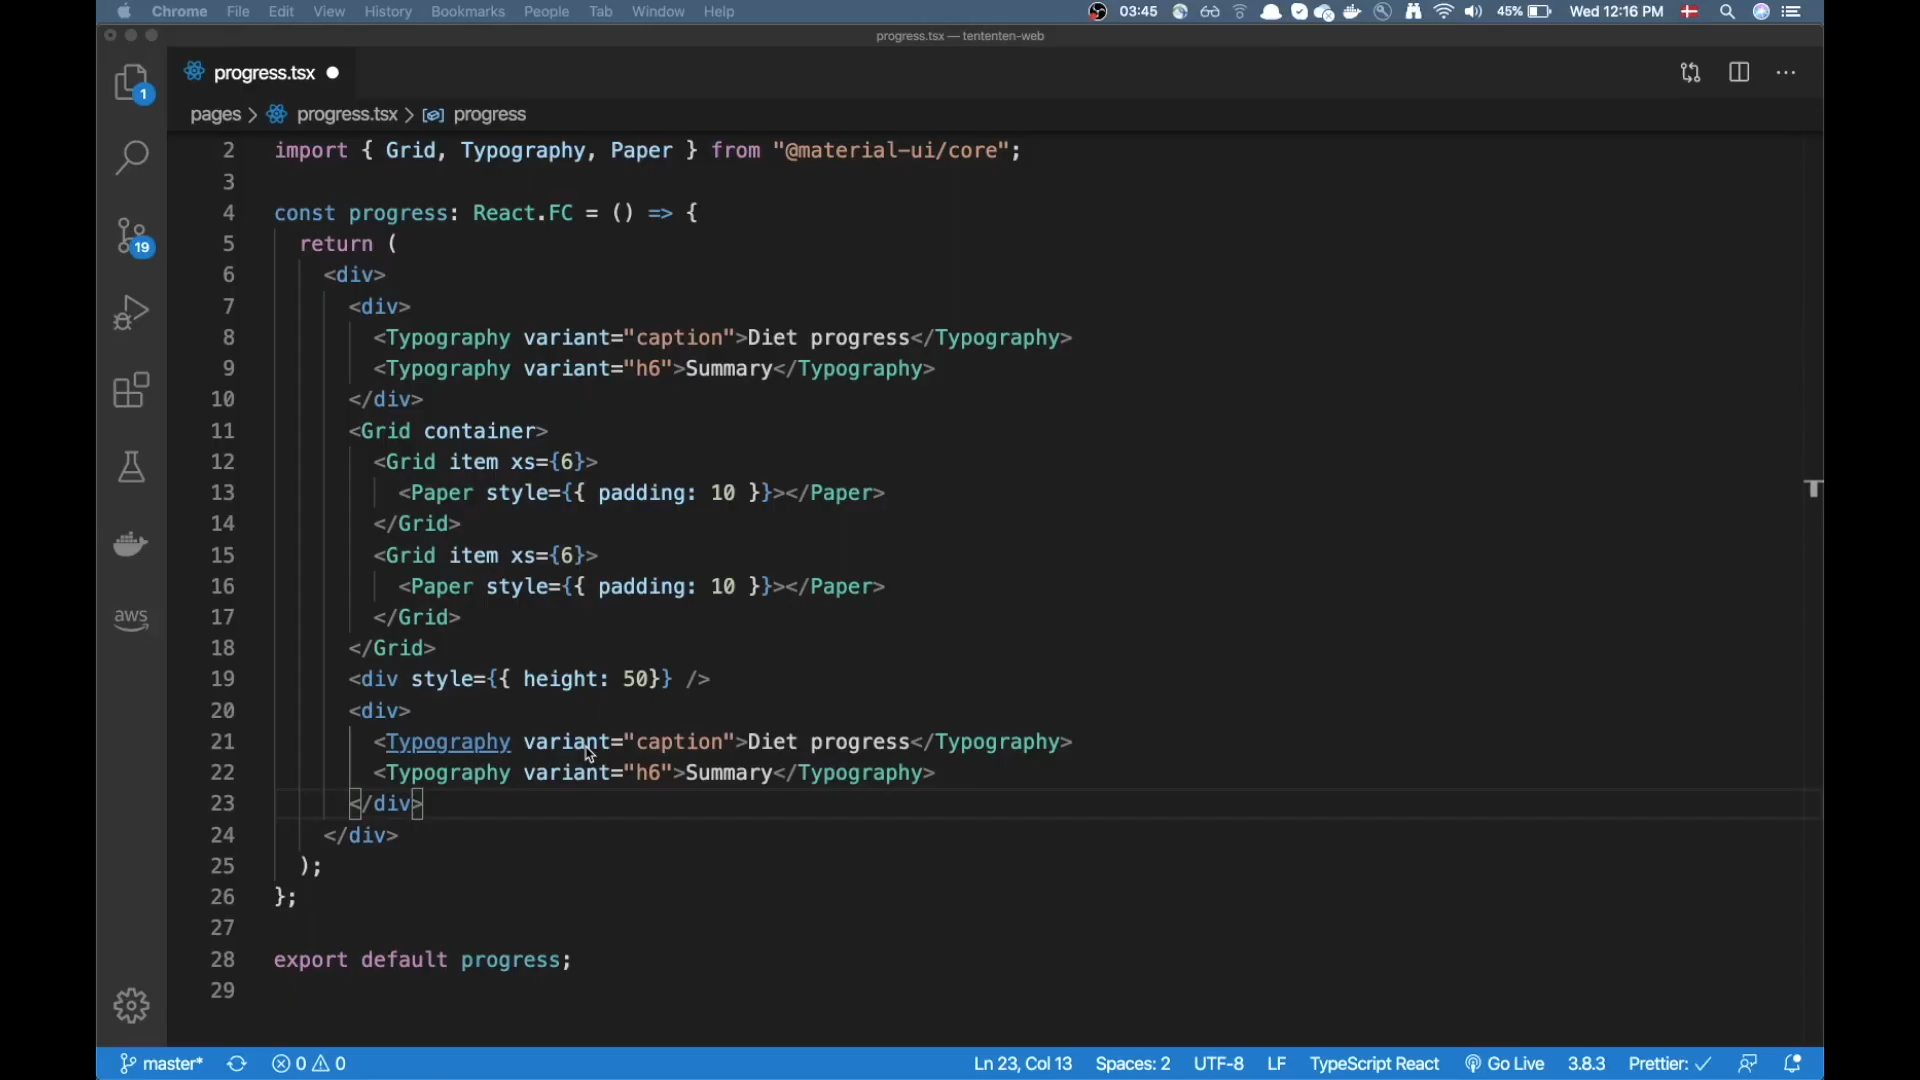 Chrome File Edit View History Bookmarks People Tab Window Help 03:45 45% Wed 12:16 PM
progress.tsx — tententen-web
progress.tsx
pages > progress.tsx > progress
1
19
aws
2 import { Grid, Typography, Paper } from "@material-ui/core";
3
4 const progress: React.FC = () => {
5 return (
6 <div>
7 <div>
8 <Typography variant="caption">Diet progress</Typography>
9 <Typography variant="h6">Summary</Typography>
10 </div>
11 <Grid container>
12 <Grid item xs={6}>
13 <Paper style={{ padding: 10 }}></Paper>
14 </Grid>
15 <Grid item xs={6}>
16 <Paper style={{ padding: 10 }}></Paper>
17 </Grid>
18 </Grid>
19 <div style={{ height: 50}} />
20 <div>
21 <Typography variant="caption">Diet progress</Typography>
22 <Typography variant="h6">Summary</Typography>
23 </div>
24 </div>
25 );
26 };
27
28 export default progress;
29
master* 0 0 Ln 23, Col 13 Spaces: 2 UTF-8 LF TypeScript React Go Live 3.8.3 Prettier: ✓